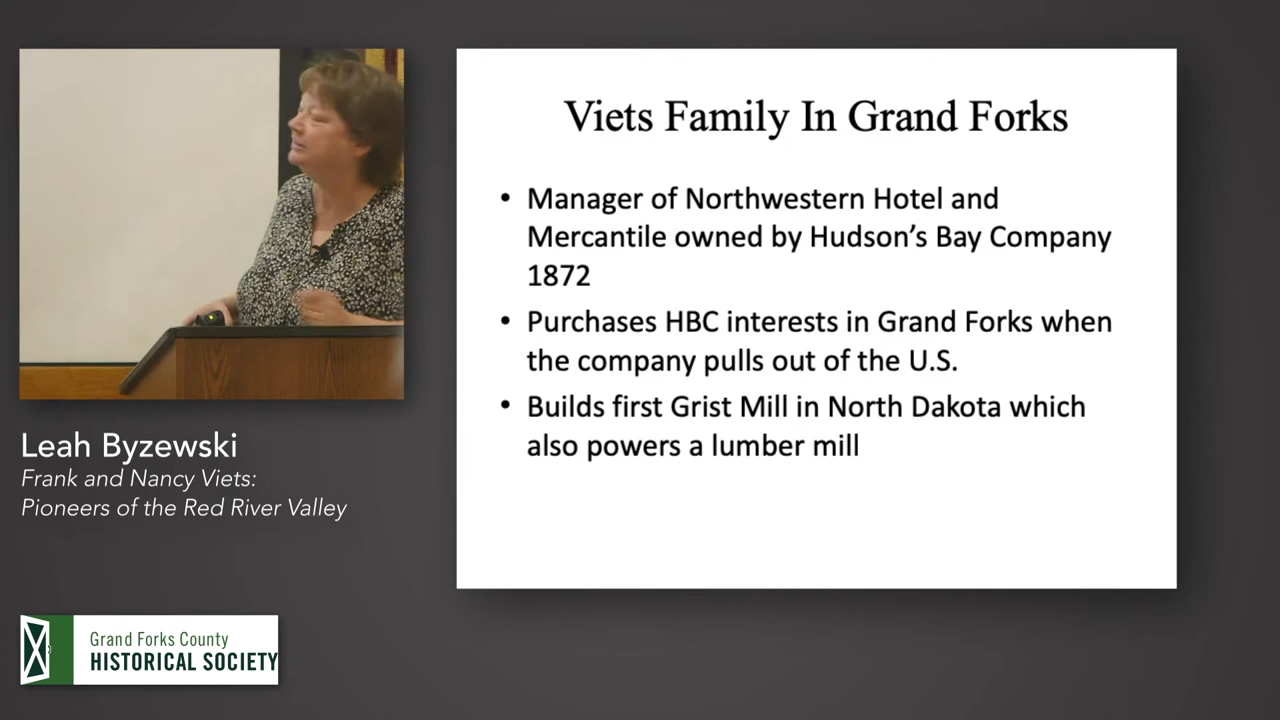 Viets Family In Grand Forks
• Manager of Northwestern Hotel and
Mercantile owned by Hudson's Bay Company
1872
• Purchases HBC interests in Grand Forks when
the company pulls out of the U.S.
• Builds first Grist Mill in North Dakota which
also powers a lumber mill
Leah Byzewski
Frank and Nancy Viets:
Pioneers of the Red River Valley
Grand Forks County
HISTORICAL SOCIETY